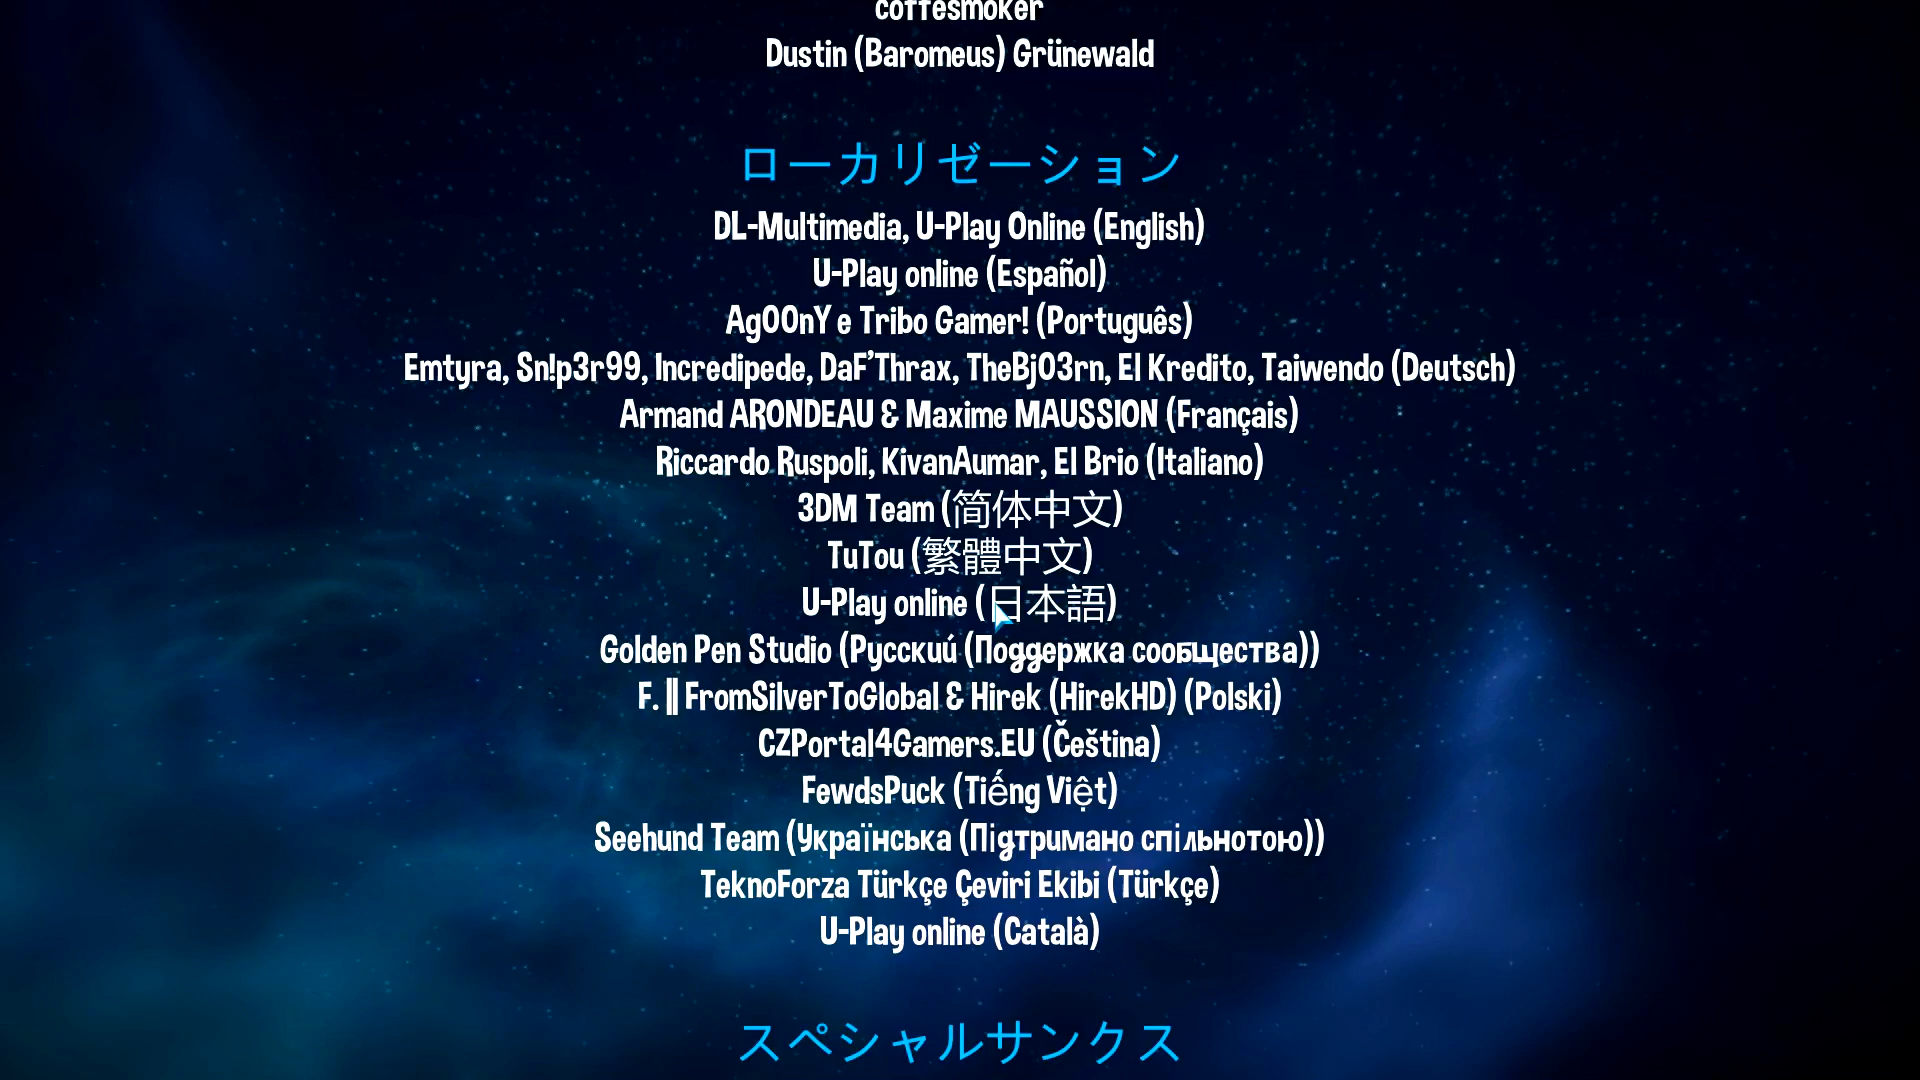 coffesmoker
Dustin (Baromeus) Grünewald
ローカリゼーション
DL-Multimedia, U-Play Online (English)
U-Play online (Español)
AgOOnY e Tribo Gamer! (Português)
Emtyra, Sn!p3r99, Incredipede, DaF'Thrax, TheBjO3rn, El Kredito, Taiwendo (Deutsch)
Armand ARONDEAU & Maxime MAUSSION (Français)
Riccardo Ruspoli, KivanAumar, El Brio (Italiano)
3DM Team (简体中文)
TuTou (繁體中文)
U-Play online (日本語)
Golden Pen Studio (Русский (Поддержка сообщества))
F. || FromSilverToGlobal & Hirek (HirekHD) (Polski)
CZPortal4Gamers.EU (Čeština)
FewdsPuck (Tiếng Việt)
Seehund Team (Українська (Підтримано спільнотою))
TeknoForza Türkçe Çeviri Ekibi (Türkçe)
U-Play online (Català)
スペシャルサンクス